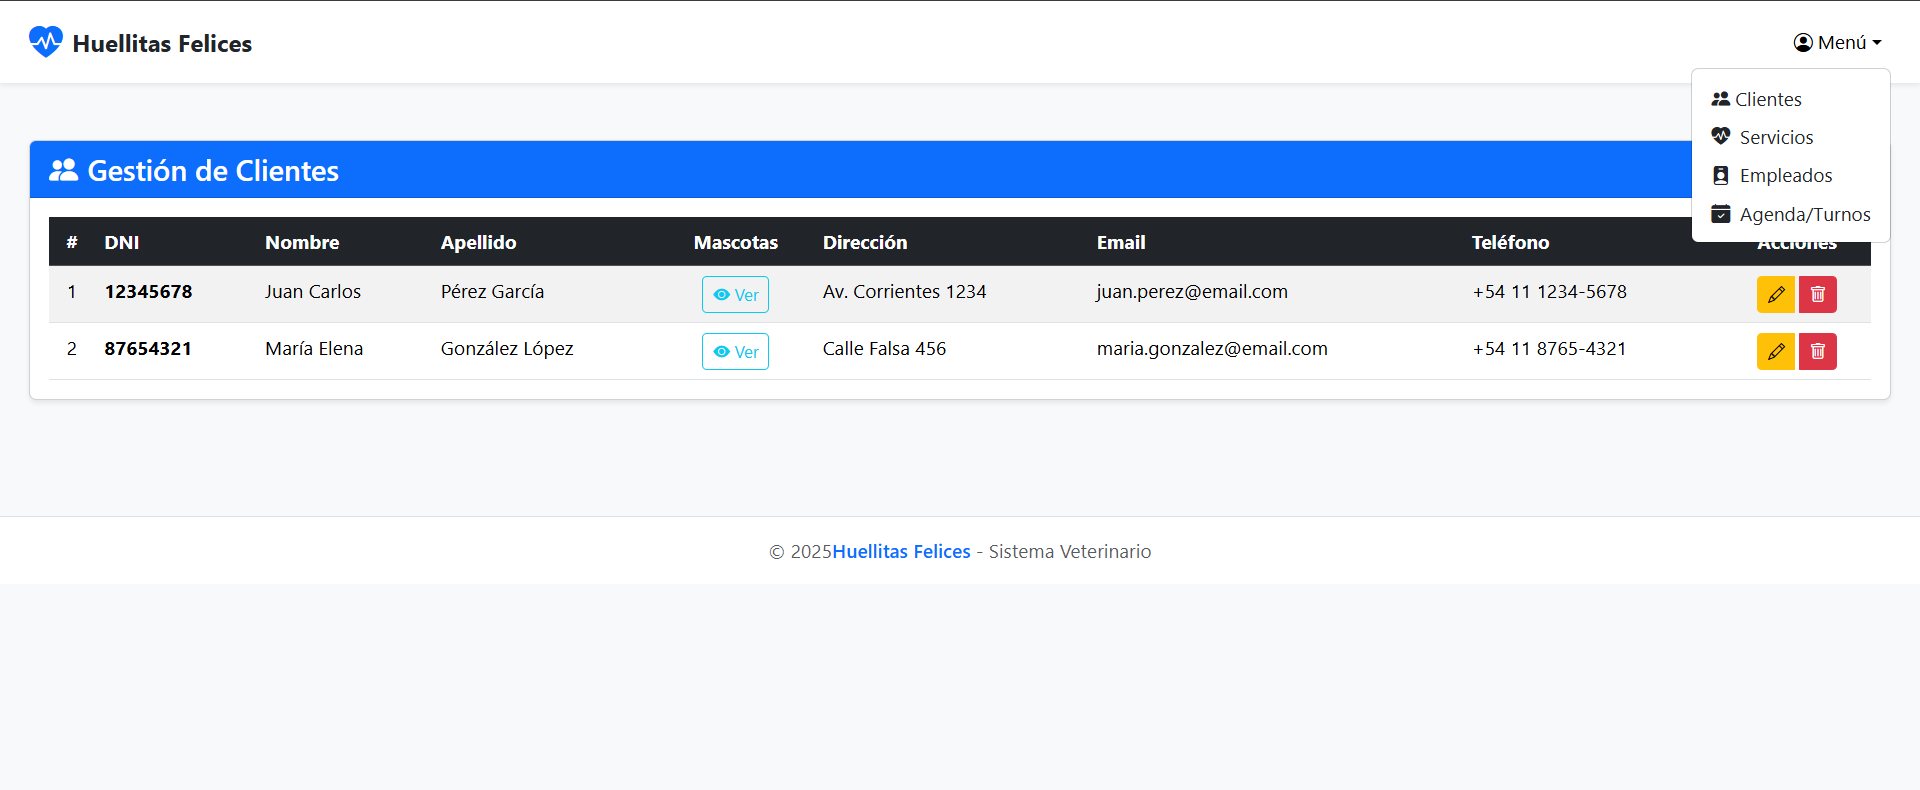 Huellitas Felices
Menú
Clientes
Servicios
Empleados
Agenda/Turnos
Gestión de Clientes
# DNI Nombre Apellido Mascotas Dirección Email Teléfono Acciones
1 12345678 Juan Carlos Pérez García Ver Av. Corrientes 1234 juan.perez@email.com +54 11 1234-5678
2 87654321 María Elena González López Ver Calle Falsa 456 maria.gonzalez@email.com +54 11 8765-4321
© 2025Huellitas Felices - Sistema Veterinario